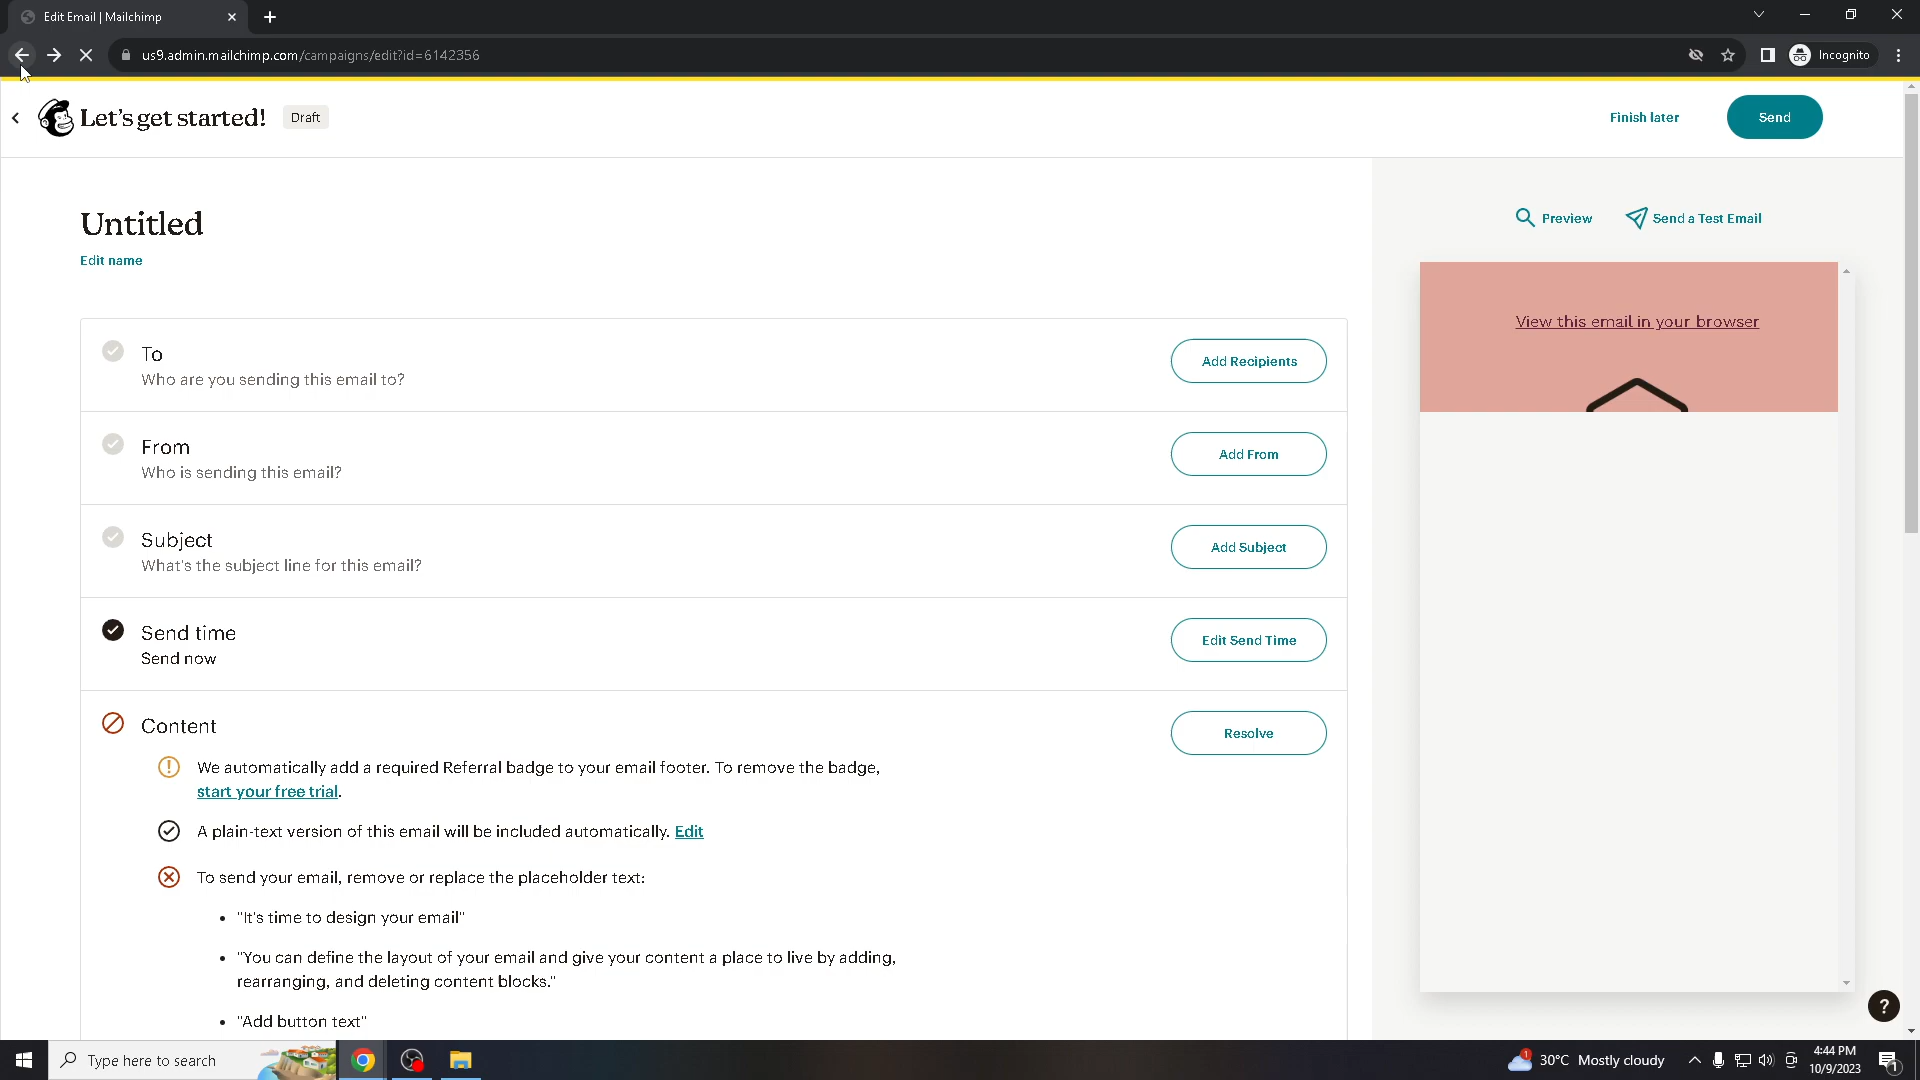 Edit Email | Mailchimp
us9.admin.mailchimp.com/campaigns/edit?id=6142356
Incognito
Let's get started!
Draft
Finish later
Send
Untitled
Edit name
Preview
Send a Test Email
View this email in your browser
To
Who are you sending this email to?
Add Recipients
From
Who is sending this email?
Add From
Subject
What's the subject line for this email?
Add Subject
Send time
Send now
Edit Send Time
Content
Resolve
We automatically add a required Referral badge to your email footer. To remove the badge,
start your free trial.
A plain-text version of this email will be included automatically. Edit
To send your email, remove or replace the placeholder text:
• "It's time to design your email"
• "You can define the layout of your email and give your content a place to live by adding,
rearranging, and deleting content blocks."
• "Add button text"
?
Type here to search
1
30°C Mostly cloudy
4:44 PM
10/9/2023
1